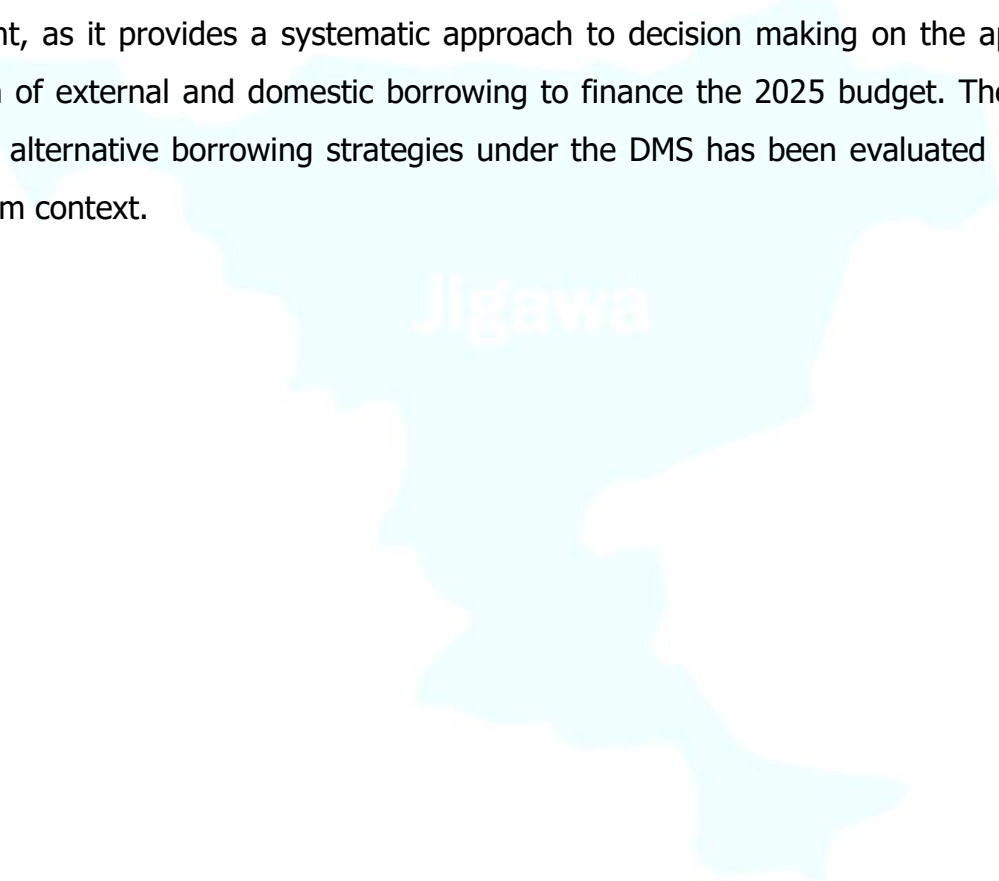 nt, as it provides a systematic approach to decision making on the a
of external and domestic borrowing to finance the 2025 budget. The
alternative borrowing strategies under the DMS has been evaluated
m context.
Jigawa